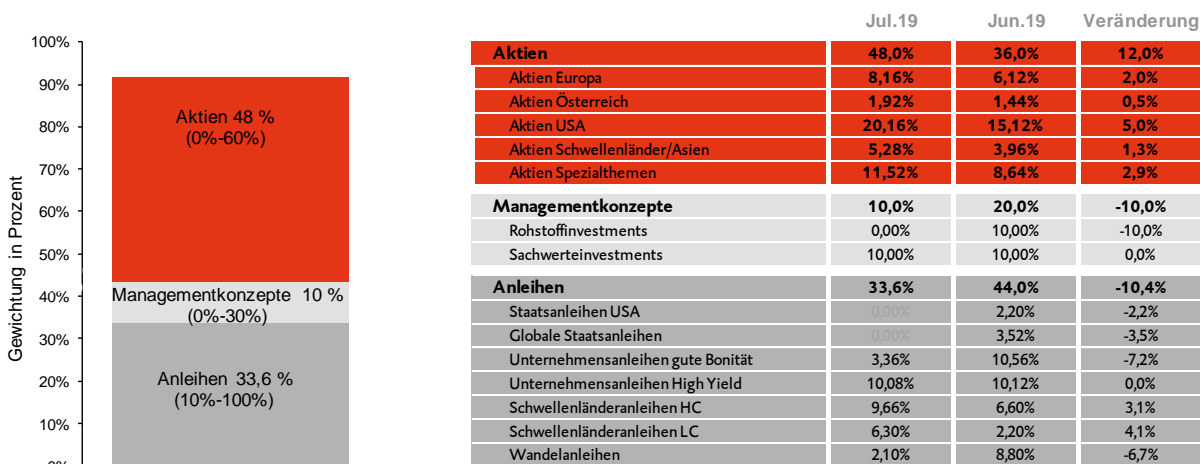 Jul.19 Jun.19 Veränderung
Gewichtung in Prozent
100%
90%
80%
70%
60%
50%
40%
30%
20%
10%
0%
Aktien 48 %
(0%-60%)
Managementkonzepte 10 %
(0%-30%)
Anleihen 33,6 %
(10%-100%)
Aktien 48,0% 36,0% 12,0%
Aktien Europa 8,16% 6,12% 2,0%
Aktien Österreich 1,92% 1,44% 0,5%
Aktien USA 20,16% 15,12% 5,0%
Aktien Schwellenländer/Asien 5,28% 3,96% 1,3%
Aktien Spezialthemen 11,52% 8,64% 2,9%
Managementkonzepte 10,0% 20,0% -10,0%
Rohstoffinvestments 0,00% 10,00% -10,0%
Sachwerteinvestments 10,00% 10,00% 0,0%
Anleihen 33,6% 44,0% -10,4%
Staatsanleihen USA 0,00% 2,20% -2,2%
Globale Staatsanleihen 0,00% 3,52% -3,5%
Unternehmensanleihen gute Bonität 3,36% 10,56% -7,2%
Unternehmensanleihen High Yield 10,08% 10,12% 0,0%
Schwellenländeranleihen HC 9,66% 6,60% 3,1%
Schwellenländeranleihen LC 6,30% 2,20% 4,1%
Wandelanleihen 2,10% 8,80% -6,7%